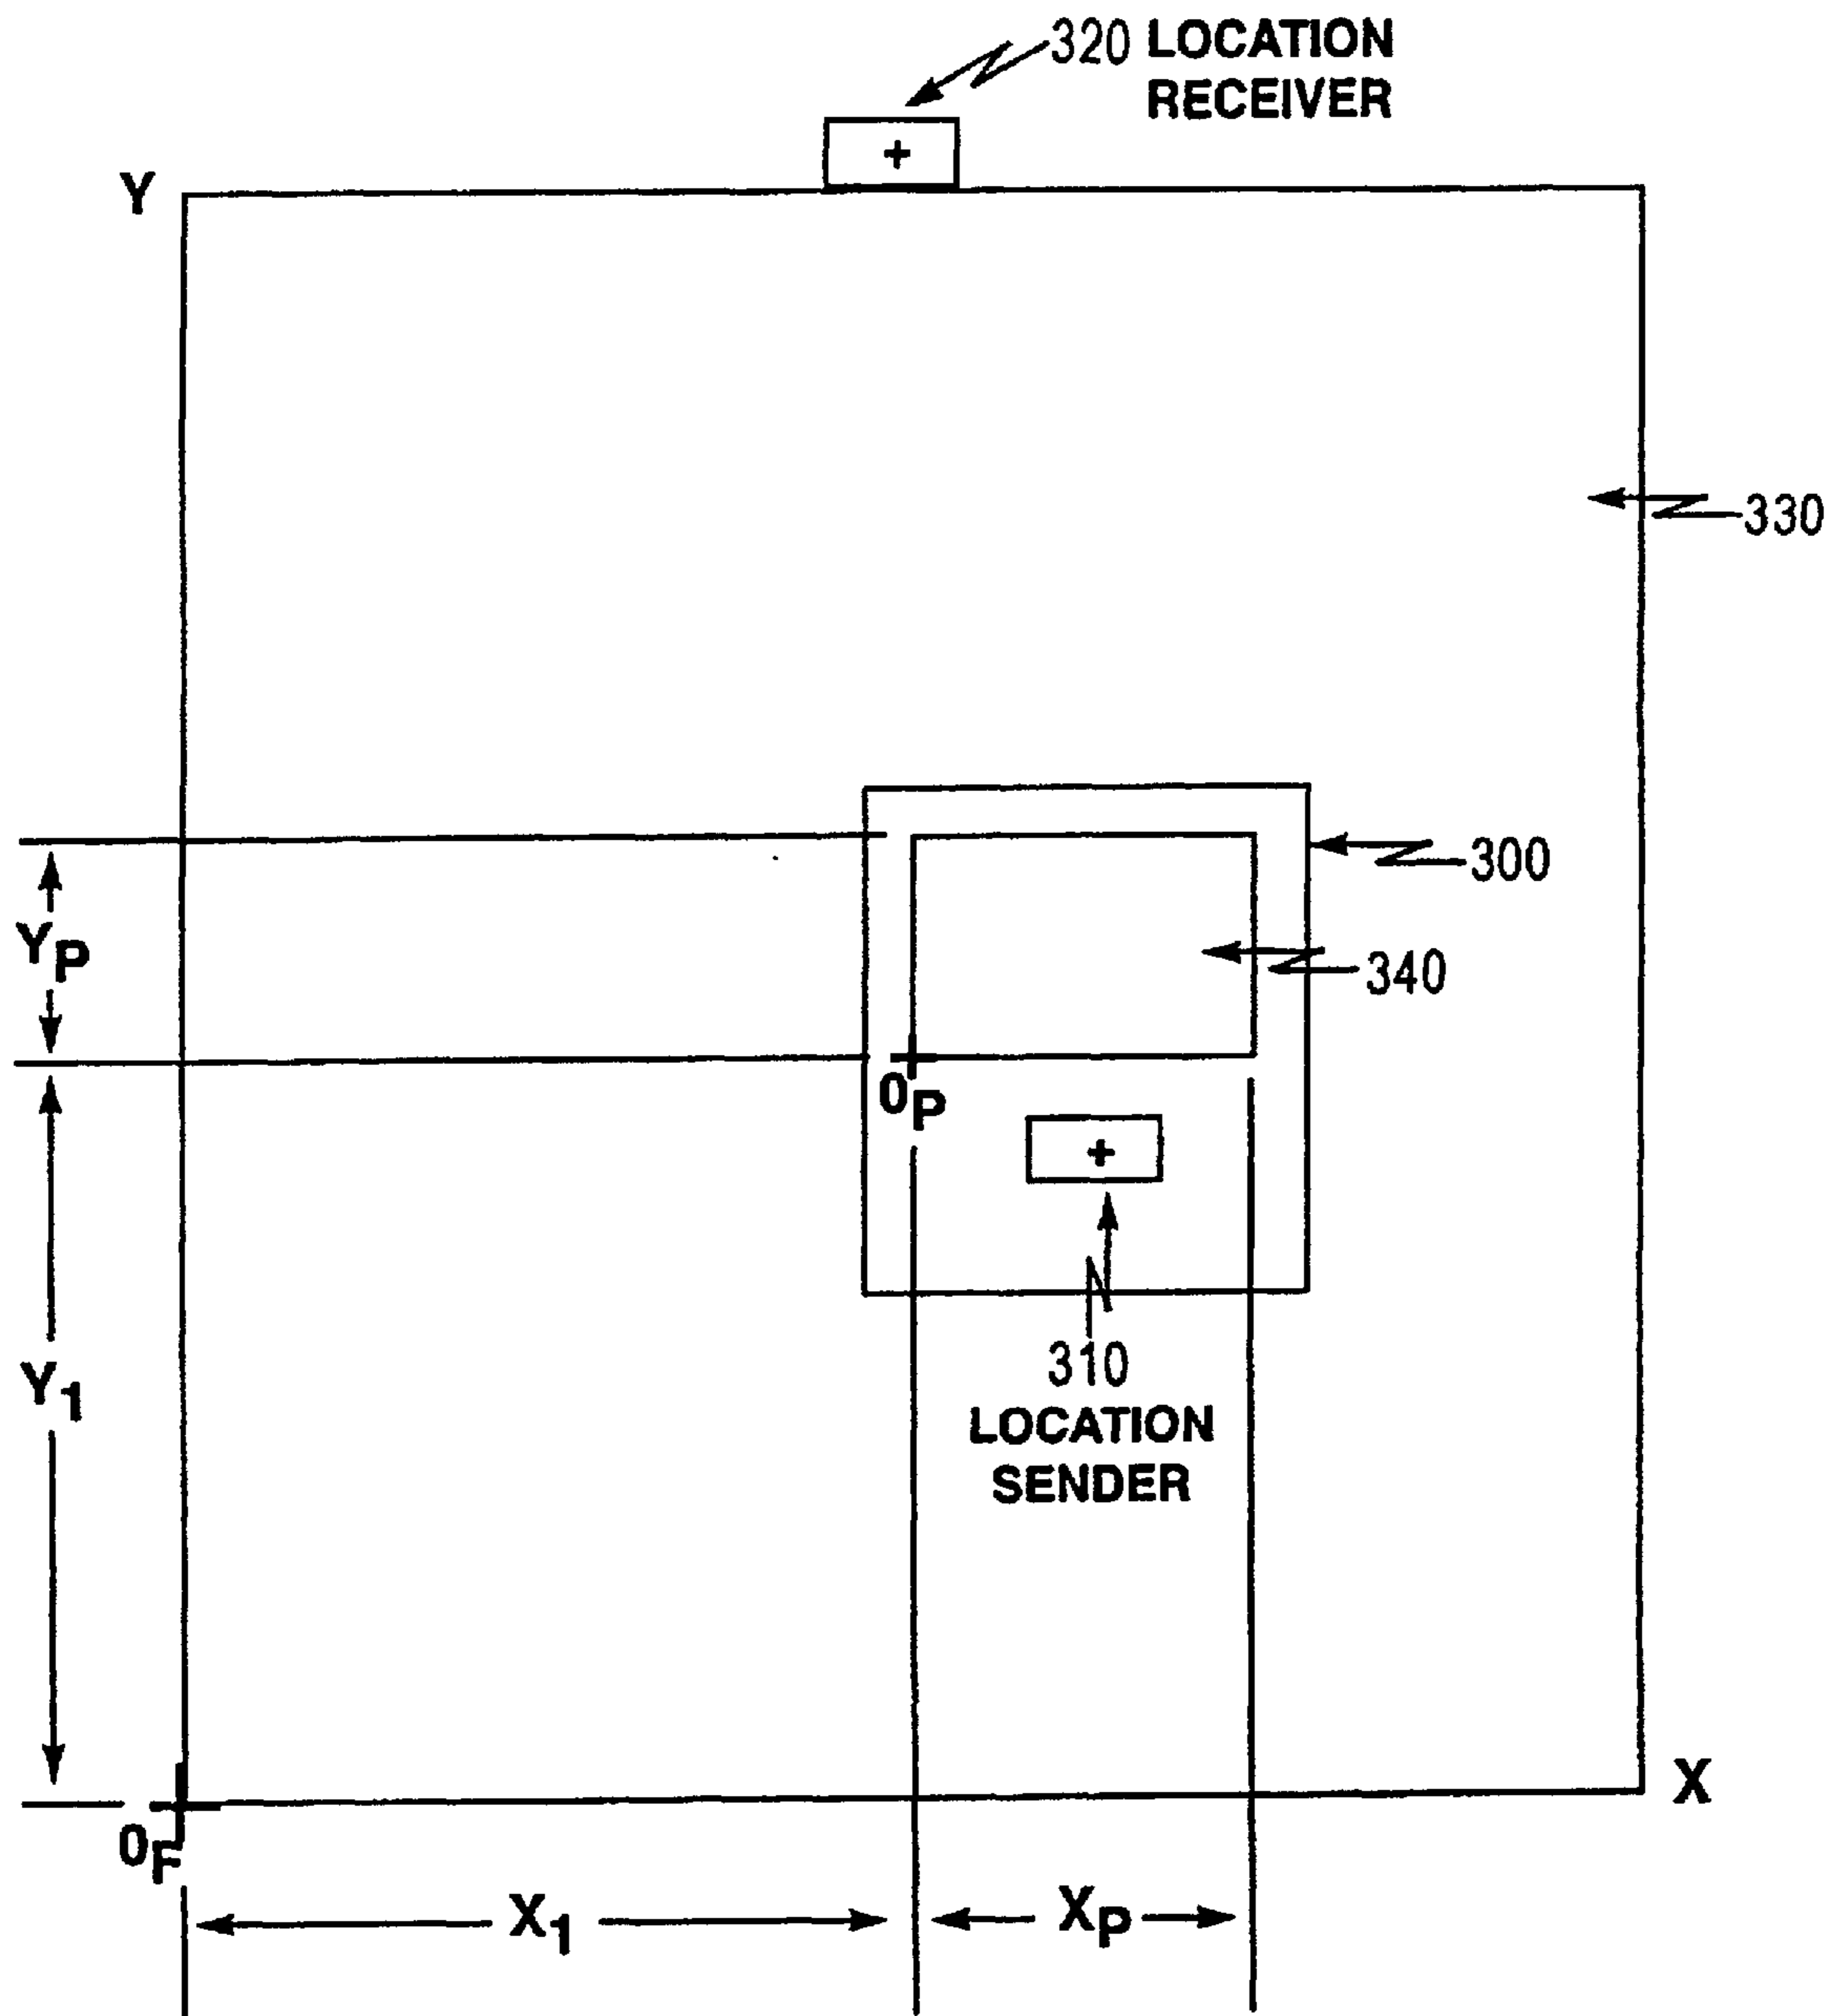 320 LOCATION
RECEIVER
Y
330
300
YP
340
0P
310
Y1
LOCATION
SENDER
X
0F
X1
XP